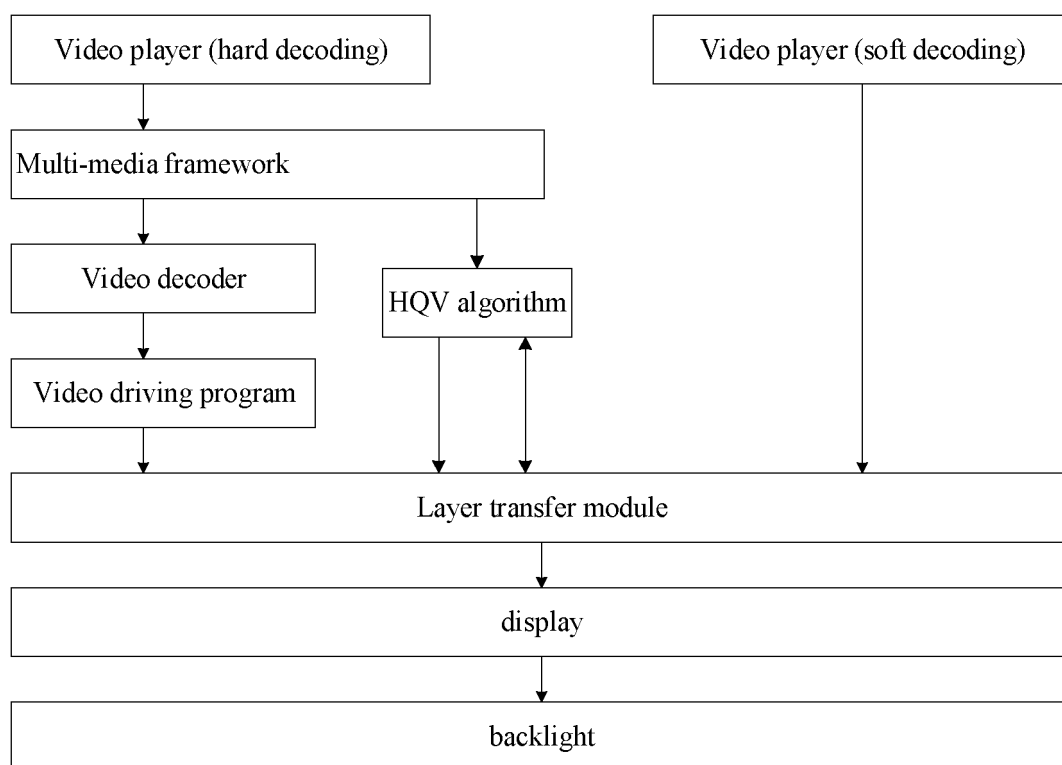 Video player (hard decoding)
Video player (soft decoding)
Multi-media framework
Video decoder
HQV algorithm
Video driving program
Layer transfer module
display
backlight